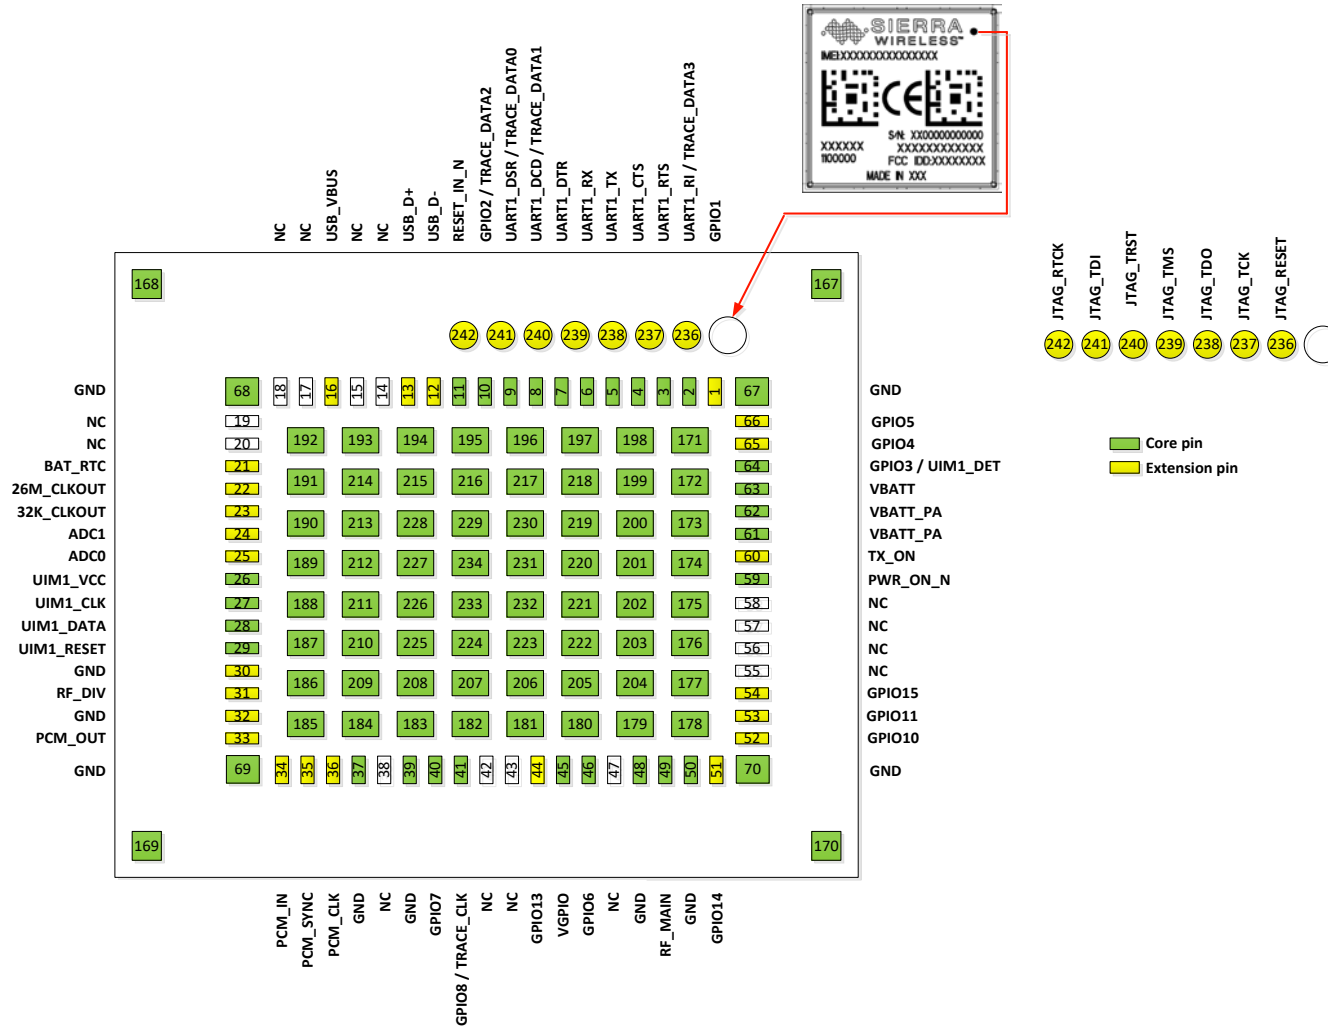 SIERRA
WIRELESS™
IMEI:XXXXXXXXXXXXXXX
CE
S/N: XX00000000000
XXXXXX
XXXXXXXXXXXXX
1100000
FCC IDD:XXXXXXXX
MADE IN XXX
NC
NC
USB_VBUS
NC
NC
USB_D+
USB_D-
RESET_IN_N
GPIO2 / TRACE_DATA2
UART1_DSR / TRACE_DATA0
UART1_DCD / TRACE_DATA1
UART1_DTR
UART1_RX
UART1_TX
UART1_CTS
UART1_RTS
UART1_RI / TRACE_DATA3
GPIO1
JTAG_RTCK
JTAG_TDI
JTAG_TRST
JTAG_TMS
JTAG_TDO
JTAG_TCK
JTAG_RESET
242 241 240 239 238 237 236
168 167
242 241 240 239 238 237 236
GND 68 18 17 16 15 14 13 12 11 10 9 8 7 6 5 4 3 2 1 67 GND
NC 19 66 GPIO5
192 193 194 195 196 197 198 171
NC 20 65 GPIO4
BAT_RTC 21 64 GPIO3 / UIM1_DET
191 214 215 216 217 218 199 172
26M_CLKOUT 22 63 VBATT
32K_CLKOUT 23 62 VBATT_PA
190 213 228 229 230 219 200 173
ADC1 24 61 VBATT_PA
ADC0 25 60 TX_ON
189 212 227 234 231 220 201 174
UIM1_VCC 26 59 PWR_ON_N
UIM1_CLK 27 188 211 226 233 232 221 202 175 58 NC
UIM1_DATA 28 57 NC
187 210 225 224 223 222 203 176
UIM1_RESET 29 56 NC
GND 30 55 NC
186 209 208 207 206 205 204 177
RF_DIV 31 54 GPIO15
GND 32 53 GPIO11
185 184 183 182 181 180 179 178
PCM_OUT 33 52 GPIO10
GND 69 34 35 36 37 38 39 40 41 42 43 44 45 46 47 48 49 50 51 70 GND
169 170
PCM_IN
PCM_SYNC
PCM_CLK
GND
NC
GND
GPIO7
GPIO8 / TRACE_CLK
NC
NC
GPIO13
VGPIO
GPIO6
NC
GND
RF_MAIN
GND
GPIO14
Core pin
Extension pin